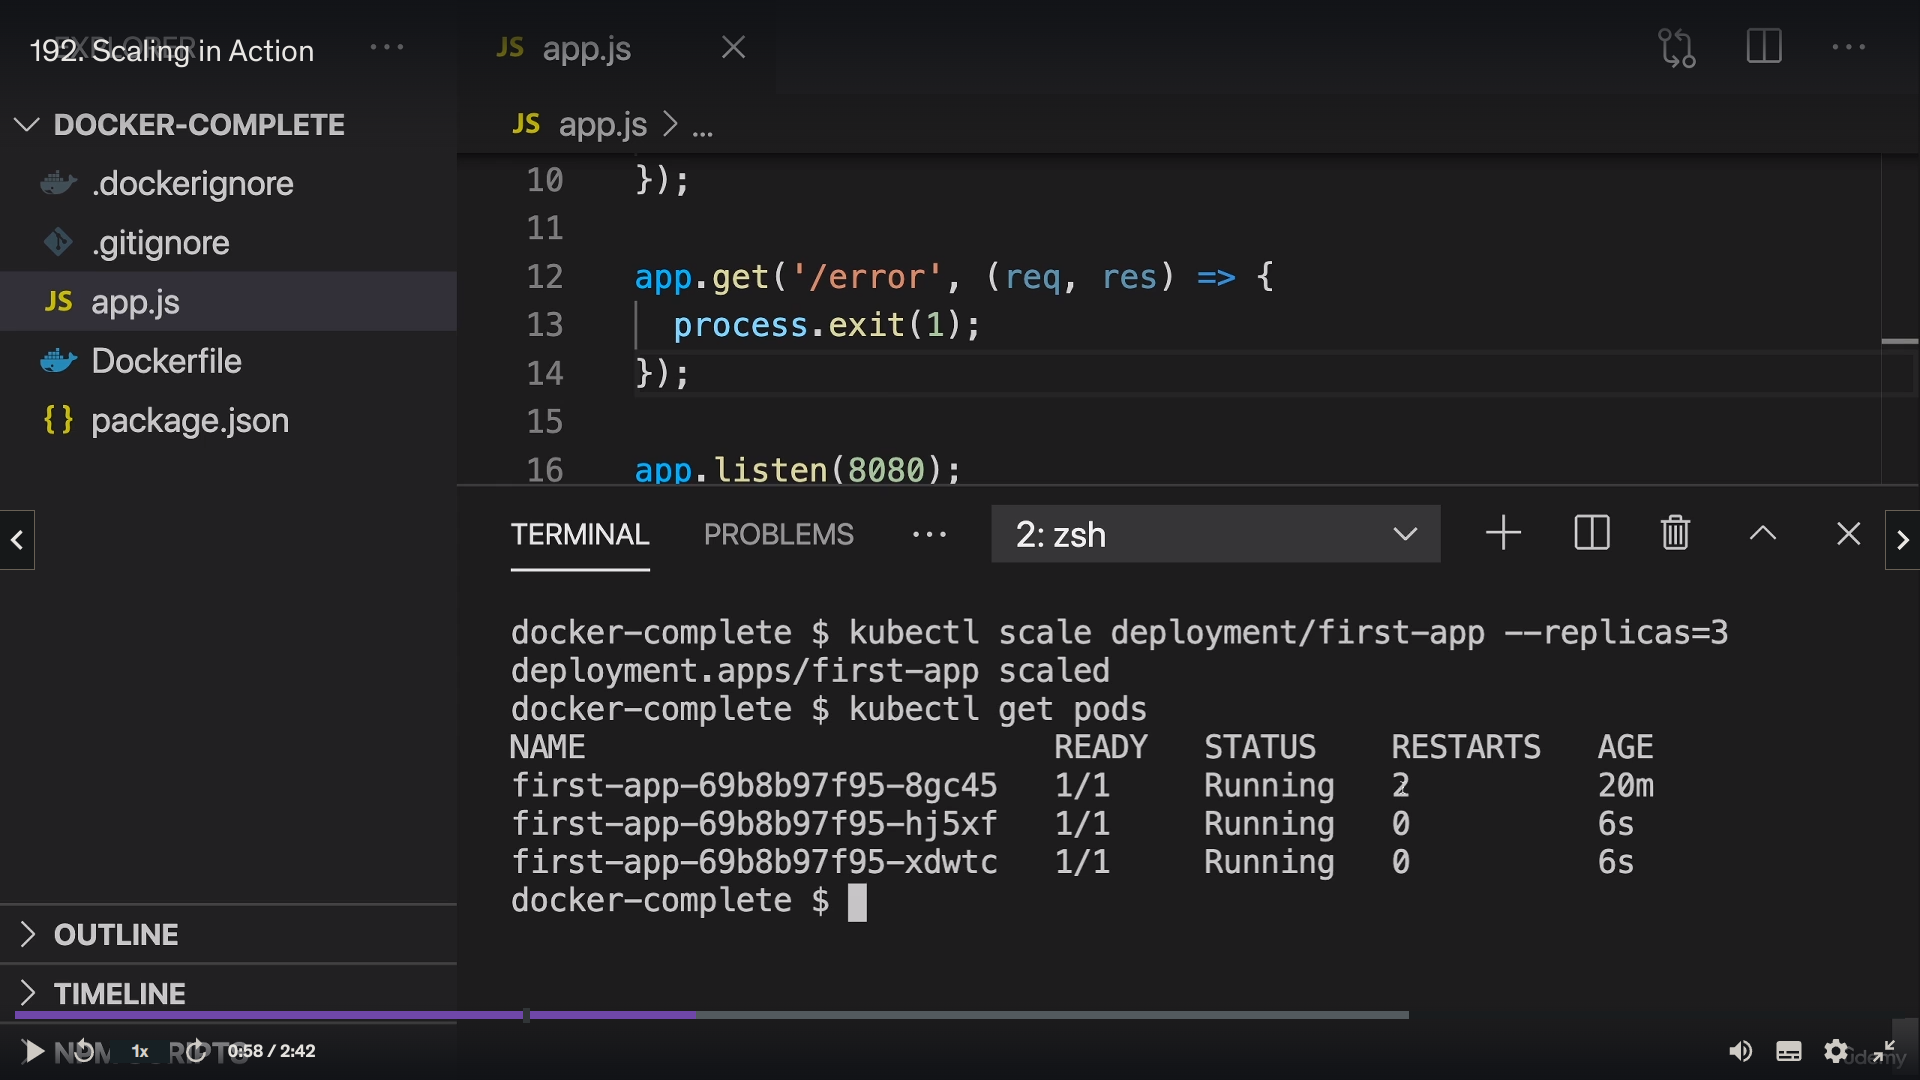 192. Scaling in Action
EXPLORER
DOCKER-COMPLETE
.dockerignore
.gitignore
JS app.js
Dockerfile
{} package.json
OUTLINE
TIMELINE
JS app.js
JS app.js > ...
10 });
11
12 app.get('/error', (req, res) => {
13 process.exit(1);
14 });
15
16 app.listen(8080);
TERMINAL PROBLEMS ... 2: zsh
docker-complete $ kubectl scale deployment/first-app --replicas=3
deployment.apps/first-app scaled
docker-complete $ kubectl get pods
NAME READY STATUS RESTARTS AGE
first-app-69b8b97f95-8gc45 1/1 Running 2 20m
first-app-69b8b97f95-hj5xf 1/1 Running 0 6s
first-app-69b8b97f95-xdwtc 1/1 Running 0 6s
docker-complete $
1x 0:58 / 2:42
udemy